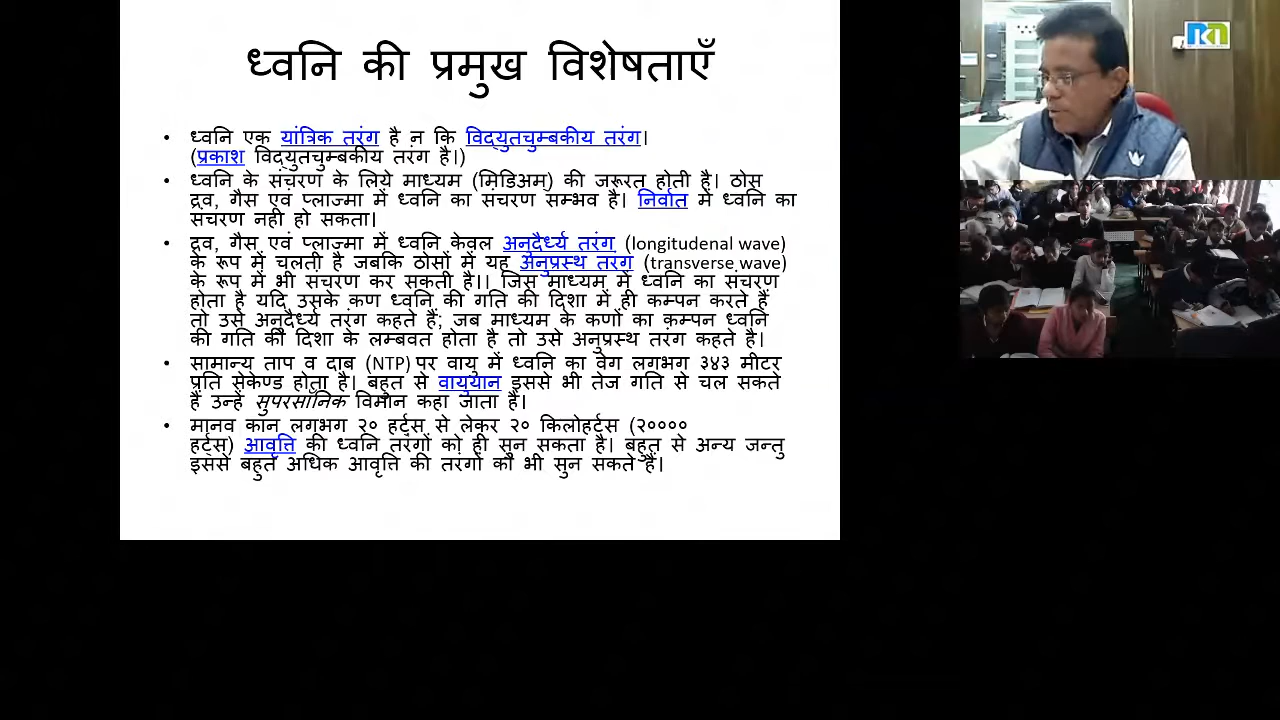 ध्वनि की प्रमुख विशेषताएँ
• ध्वनि एक यांत्रिक तरंग है न कि विद्युतचुम्बकीय तरंग।
(प्रकाश विद्युतचुम्बकीय तरंग है।)
• ध्वनि के संचरण के लिये माध्यम (मिडिअम) की जरूरत होती है। ठोस
द्रव, गैस एवं प्लाज्मा में ध्वनि का संचरण सम्भव है। निर्वात में ध्वनि का
संचरण नहीं हो सकता।
• द्रव, गैस एवं प्लाज्मा में ध्वनि केवल अनुदैर्ध्य तरंग (longitudenal wave)
के रूप में चलती है जबकि ठोसों में यह अनुप्रस्थ तरंग (transverse wave)
के रूप में भी संचरण कर सकती है।। जिस माध्यम में ध्वनि का संचरण
होता है यदि उसके कण ध्वनि की गति की दिशा में ही कम्पन करते हैं
तो उसे अनुदैर्ध्य तरंग कहते हैं; जब माध्यम के कणों का कम्पन ध्वनि
की गति की दिशा के लम्बवत होता है तो उसे अनुप्रस्थ तरंग कहते है।
• सामान्य ताप व दाब (NTP) पर वायु में ध्वनि का वेग लगभग ३४३ मीटर
प्रति सेकेण्ड होता है। बहुत से वायुयान इससे भी तेज गति से चल सकते
हैं उन्हें सुपरसॉनिक विमान कहा जाता है।
• मानव कान लगभग २० हर्ट्स से लेकर २० किलोहर्ट्स (२००००
हर्ट्स) आवृत्ति की ध्वनि तरंगों को ही सुन सकता है। बहुत से अन्य जन्तु
इससे बहुत अधिक आवृत्ति की तरंगों को भी सुन सकते हैं।